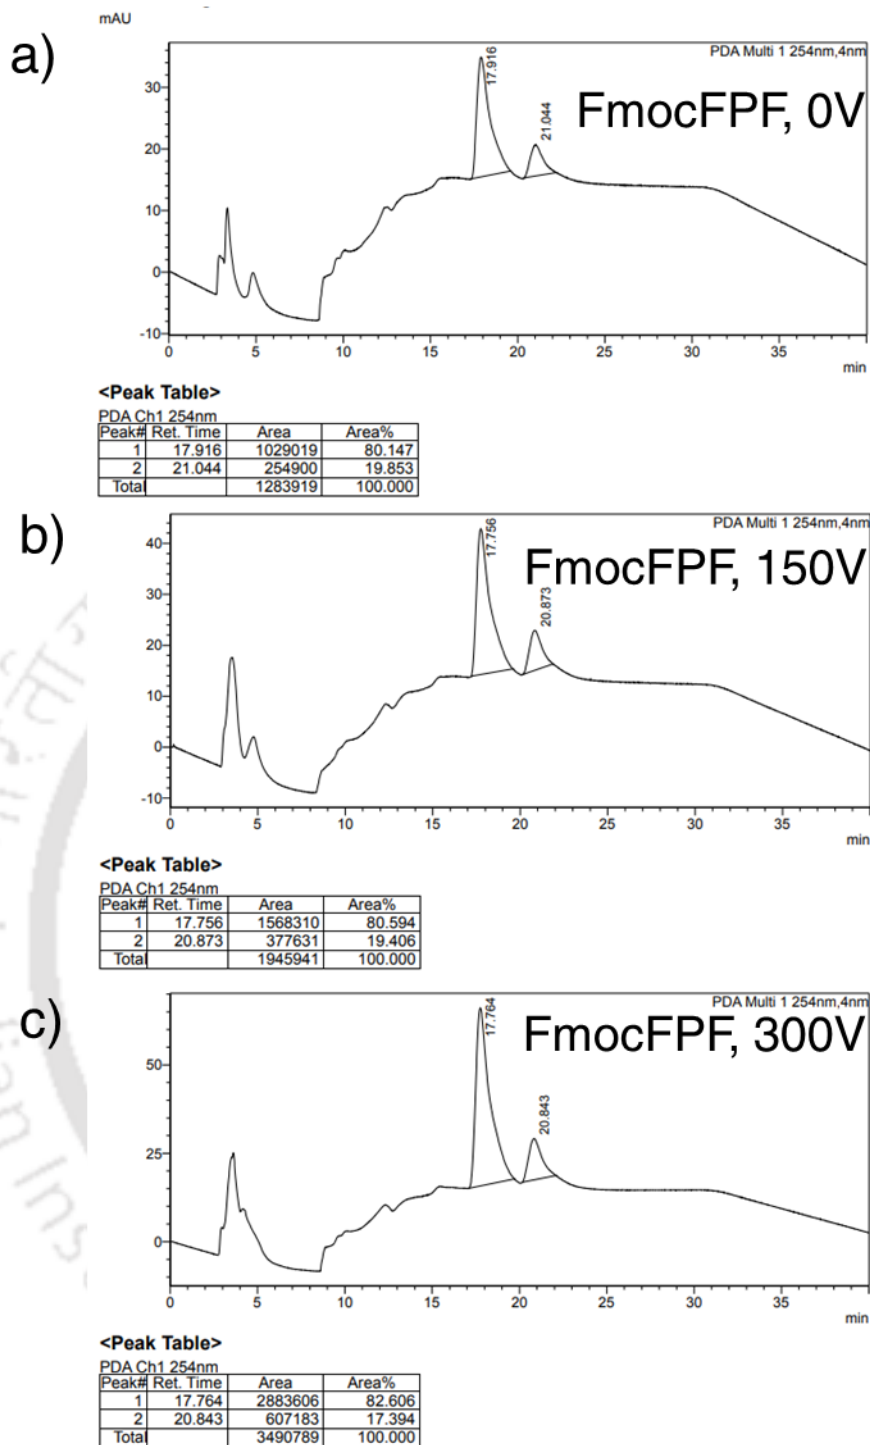 mAU
a)
PDA Multi 1 254nm,4nm
FmocFPF, 0V
17.916
21.044
30
20
10
0
-10
0 5 10 15 20 25 30 35
min
<Peak Table>
PDA Ch1 254nm
Peak# Ret. Time Area Area%
1 17.916 1029019 80.147
2 21.044 254900 19.853
Total 1283919 100.000
b)
PDA Multi 1 254nm,4nm
FmocFPF, 150V
17.756
20.873
40
30
20
10
0
-10
0 5 10 15 20 25 30 35
min
<Peak Table>
PDA Ch1 254nm
Peak# Ret. Time Area Area%
1 17.756 1568310 80.594
2 20.873 377631 19.406
Total 1945941 100.000
c)
PDA Multi 1 254nm,4nm
FmocFPF, 300V
17.764
20.843
50
25
0
0 5 10 15 20 25 30 35
min
<Peak Table>
PDA Ch1 254nm
Peak# Ret. Time Area Area%
1 17.764 2883606 82.606
2 20.843 607183 17.394
Total 3490789 100.000